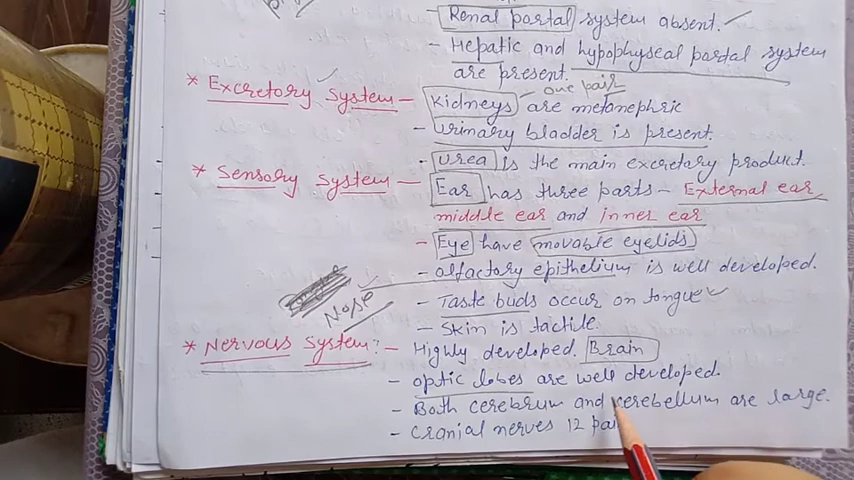 Renal portal system absent.
- Hepatic and hypophyseal portal system
are present.
* Excretory System - Kidneys - one pair
are metanephric
- Urinary bladder is present.
- Urea is the main excretary product.
* Sensory System - Ear has three parts - External ear,
middle ear and inner ear
- Eye have movable eyelids
- olfactory epithelium is well developed.
Nose
- Taste buds occur on tongue
- Skin is tactile.
* Nervous System :- Highly developed Brain
- optic lobes are well developed.
- Both cerebrum and cerebellum are large.
- Cranial nerves 12